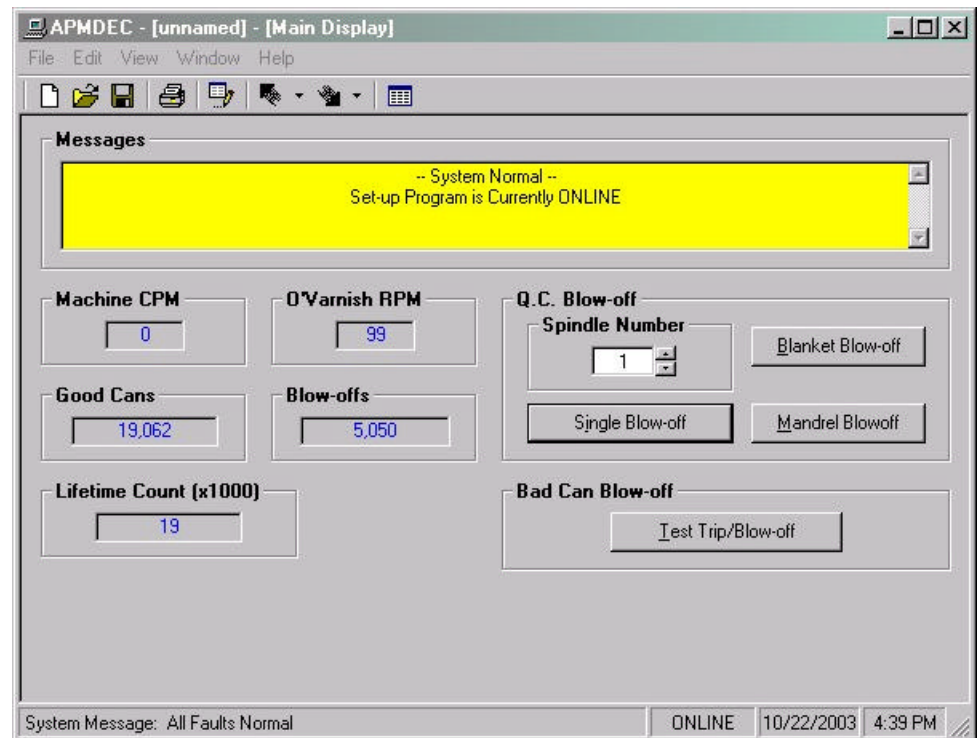 APMDEC - [unnamed] - [Main Display]
File Edit View Window Help
Messages
-- System Normal --
Set-up Program is Currently ONLINE
Machine CPM
0
O'Varnish RPM
99
Q.C. Blow-off
Spindle Number
1
Blanket Blow-off
Good Cans
19,062
Blow-offs
5,050
Single Blow-off
Mandrel Blowoff
Lifetime Count (x1000)
19
Bad Can Blow-off
Test Trip/Blow-off
System Message: All Faults Normal
ONLINE
10/22/2003
4:39 PM